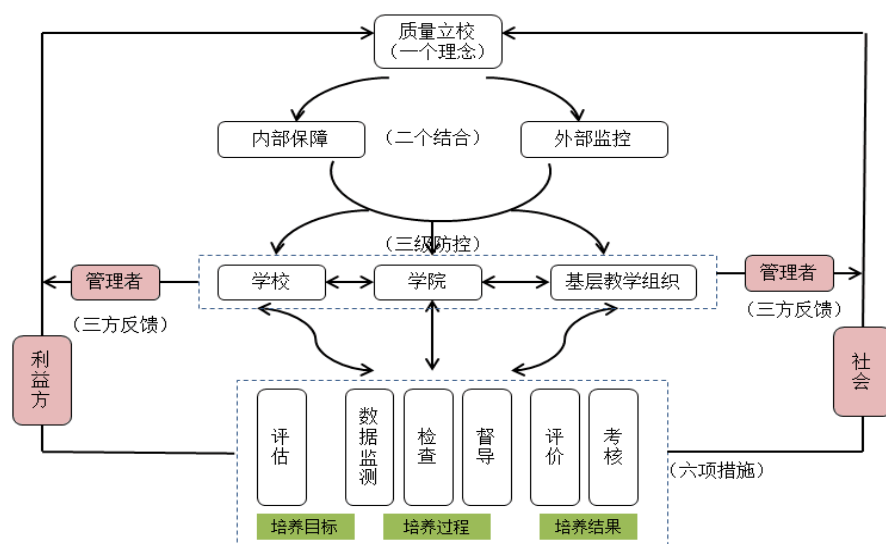 质量立校
（一个理念）
内部保障
（二个结合）
外部监控
（三级防控）
管理者
学校
学院
基层教学组织
管理者
（三方反馈）
（三方反馈）
利益方
社会
评估
数据监测
检查
督导
评价
考核
（六项措施）
培养目标
培养过程
培养结果